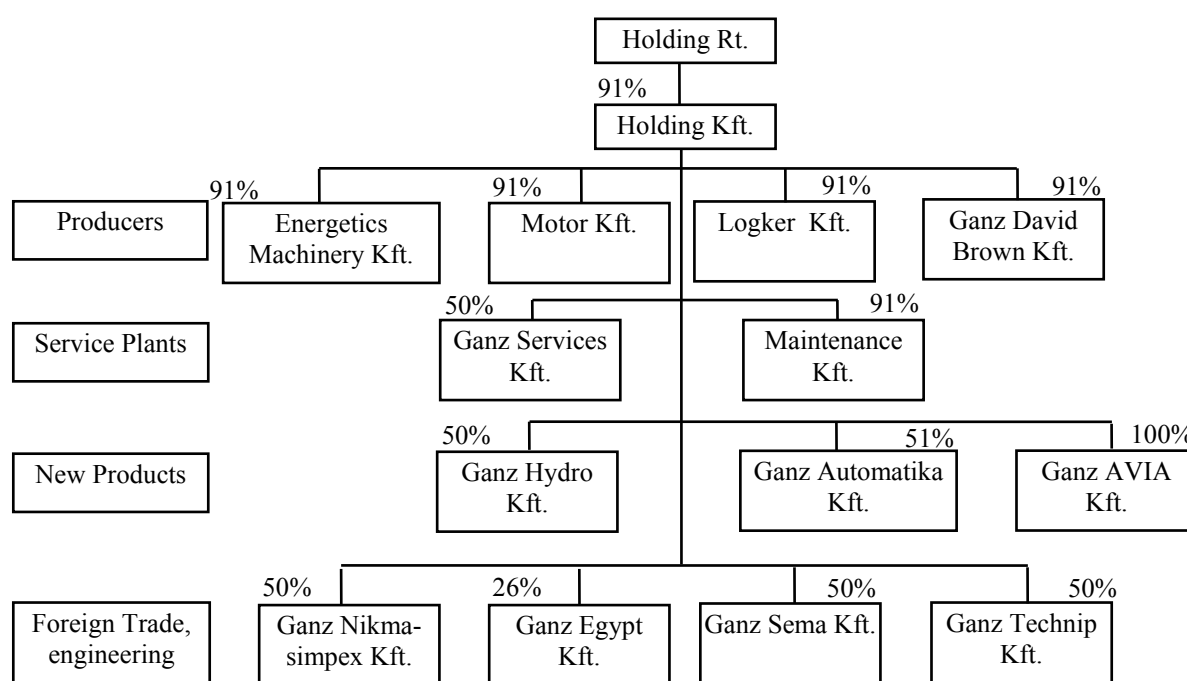 Holding Rt.
91%
Holding Kft.
91%
91%
91%
91%
Producers
Energetics
Machinery Kft.
Motor Kft.
Logker Kft.
Ganz David
Brown Kft.
50%
91%
Service Plants
Ganz Services
Kft.
Maintenance
Kft.
50%
51%
100%
New Products
Ganz Hydro
Kft.
Ganz Automatika
Kft.
Ganz AVIA
Kft.
50%
26%
50%
50%
Foreign Trade,
engineering
Ganz Nikma-
simpex Kft.
Ganz Egypt
Kft.
Ganz Sema Kft.
Ganz Technip
Kft.